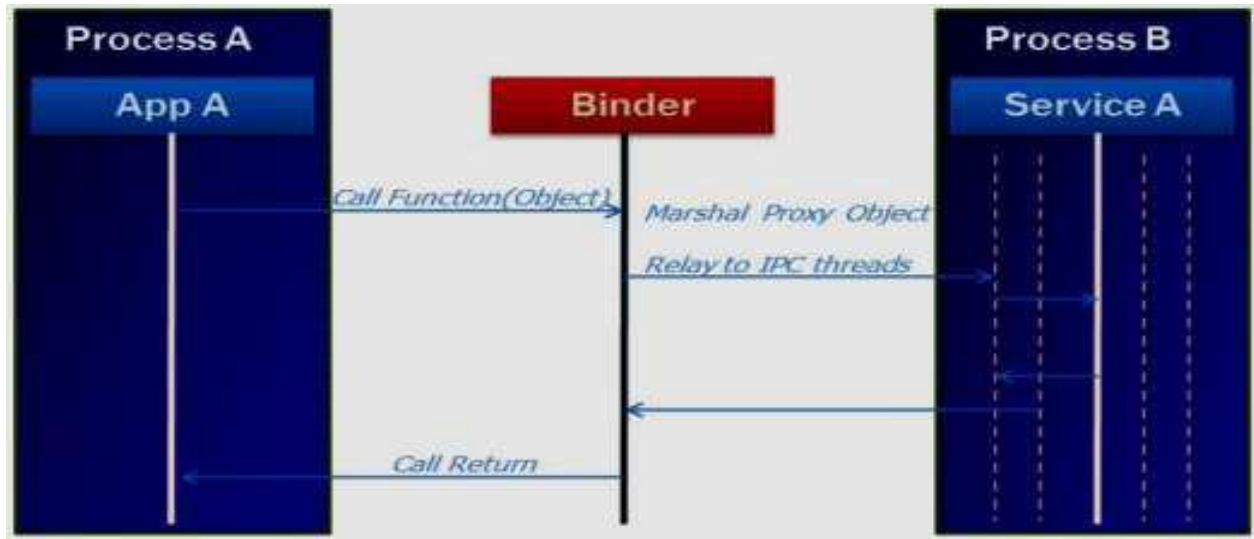 Process A
Process B
App A
Binder
Service A
Call Function(Object)
Marshal Proxy Object
Relay to IPC threads
Call Return